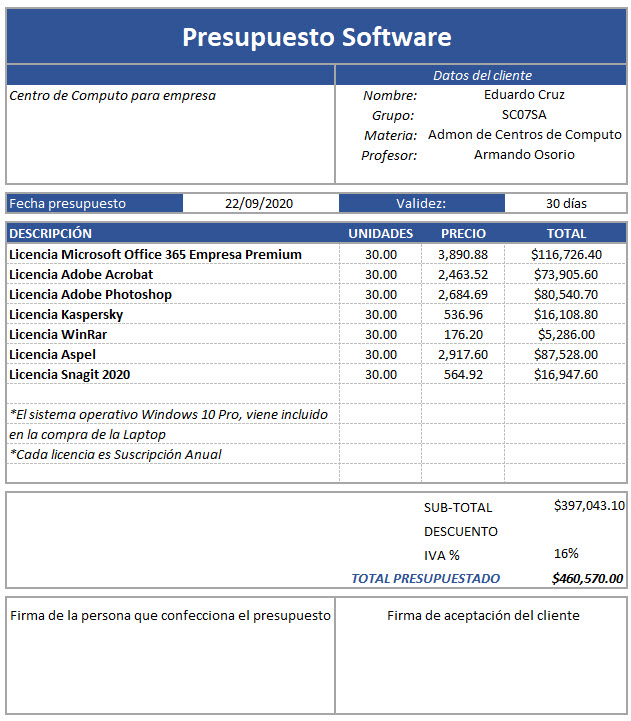 Presupuesto Software
Datos del cliente
Centro de Computo para empresa
Nombre: Eduardo Cruz
Grupo: SC07SA
Materia: Admon de Centros de Computo
Profesor: Armando Osorio
Fecha presupuesto 22/09/2020 Validez: 30 días
DESCRIPCIÓN UNIDADES PRECIO TOTAL
Licencia Microsoft Office 365 Empresa Premium 30.00 3,890.88 $116,726.40
Licencia Adobe Acrobat 30.00 2,463.52 $73,905.60
Licencia Adobe Photoshop 30.00 2,684.69 $80,540.70
Licencia Kaspersky 30.00 536.96 $16,108.80
Licencia WinRar 30.00 176.20 $5,286.00
Licencia Aspel 30.00 2,917.60 $87,528.00
Licencia Snagit 2020 30.00 564.92 $16,947.60
*El sistema operativo Windows 10 Pro, viene incluido
en la compra de la Laptop
*Cada licencia es Suscripción Anual
SUB-TOTAL $397,043.10
DESCUENTO
IVA % 16%
TOTAL PRESUPUESTADO $460,570.00
Firma de la persona que confecciona el presupuesto
Firma de aceptación del cliente